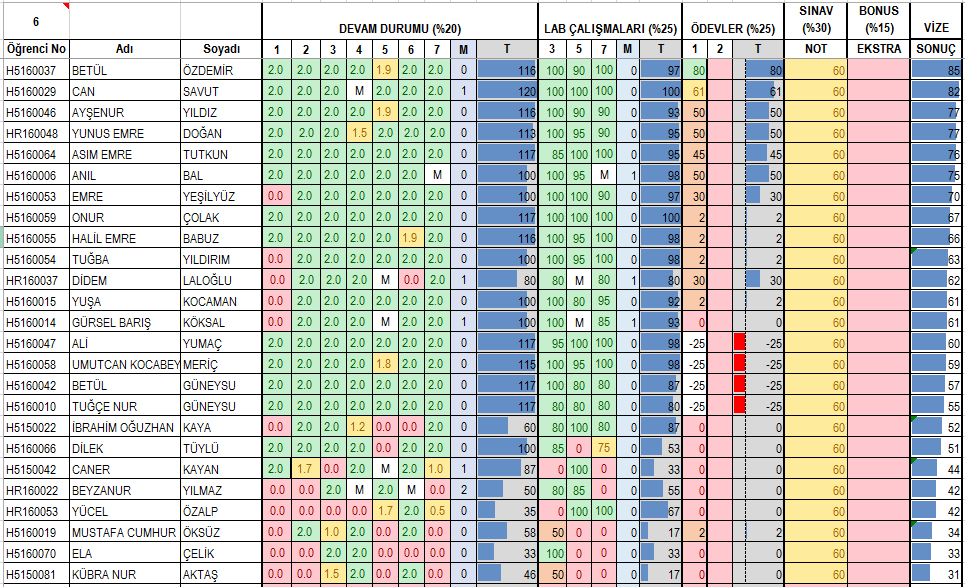 6 DEVAM DURUMU (%20) LAB ÇALIŞMALARI (%25) ÖDEVLER (%25) SINAV (%30) BONUS (%15) VİZE
Öğrenci No Adı Soyadı 1 2 3 4 5 6 7 M T 3 5 7 M T 1 2 T NOT EKSTRA SONUÇ
H5160037 BETÜL ÖZDEMİR 2.0 2.0 2.0 2.0 1.9 2.0 2.0 0 116 100 90 100 0 97 80 80 60 85
H5160029 CAN SAVUT 2.0 2.0 2.0 M 2.0 2.0 2.0 1 120 100 100 100 0 100 61 61 60 82
H5160046 AYŞENUR YILDIZ 2.0 2.0 2.0 2.0 1.9 2.0 2.0 0 116 100 90 90 0 93 50 50 60 77
HR160048 YUNUS EMRE DOĞAN 2.0 2.0 2.0 1.5 2.0 2.0 2.0 0 113 100 95 90 0 95 50 50 60 77
H5160064 ASIM EMRE TUTKUN 2.0 2.0 2.0 2.0 2.0 2.0 2.0 0 117 85 100 100 0 95 45 45 60 76
H5160006 ANIL BAL 2.0 2.0 2.0 2.0 2.0 2.0 M 1 100 100 95 M 1 98 50 50 60 75
H5160053 EMRE YEŞİLYÜZ 0.0 2.0 2.0 2.0 2.0 2.0 2.0 0 100 100 100 90 0 97 30 30 60 70
H5160059 ONUR ÇOLAK 2.0 2.0 2.0 2.0 2.0 2.0 2.0 0 117 100 100 100 0 100 2 2 60 67
H5160055 HALİL EMRE BABUZ 2.0 2.0 2.0 2.0 2.0 1.9 2.0 0 116 100 95 100 0 98 2 2 60 66
H5160054 TUĞBA YILDIRIM 0.0 2.0 2.0 2.0 2.0 2.0 2.0 0 100 100 95 100 0 98 2 2 60 63
HR160037 DİDEM LALOĞLU 0.0 2.0 2.0 2.0 M 0.0 2.0 1 80 80 M 80 1 80 30 30 60 62
H5160015 YUŞA KOCAMAN 0.0 2.0 2.0 2.0 2.0 2.0 2.0 0 100 100 80 95 0 92 2 2 60 61
H5160014 GÜRSEL BARIŞ KÖKSAL 0.0 2.0 2.0 2.0 M 2.0 2.0 1 100 100 M 85 1 93 0 0 60 61
H5160047 ALİ YUMAÇ 2.0 2.0 2.0 2.0 2.0 2.0 2.0 0 117 95 100 100 0 98 -25 -25 60 60
H5160058 UMUTCAN KOCABEY MERİÇ 2.0 2.0 2.0 2.0 1.8 2.0 2.0 0 115 100 95 100 0 98 -25 -25 60 59
H5160042 BETÜL GÜNEYSU 2.0 2.0 2.0 2.0 2.0 2.0 2.0 0 117 100 80 80 0 87 -25 -25 60 57
H5160010 TUĞÇE NUR GÜNEYSU 2.0 2.0 2.0 2.0 2.0 2.0 2.0 0 117 80 80 80 0 80 -25 -25 60 55
H5150022 İBRAHİM OĞUZHAN KAYA 0.0 2.0 2.0 1.2 0.0 0.0 2.0 0 60 80 100 80 0 87 0 0 60 52
H5160066 DİLEK TÜYLÜ 2.0 2.0 2.0 2.0 0.0 2.0 2.0 0 100 85 0 75 0 53 0 0 60 51
H5150042 CANER KAYAN 2.0 1.7 0.0 2.0 M 2.0 1.0 1 87 0 100 0 0 33 0 0 60 44
HR160022 BEYZANUR YILMAZ 0.0 0.0 2.0 M 2.0 M 0.0 2 50 80 85 0 0 55 0 0 60 42
HR160053 YÜCEL ÖZALP 0.0 0.0 0.0 0.0 1.7 2.0 0.5 0 35 0 100 100 0 67 0 0 60 42
H5160019 MUSTAFA CUMHUR ÖKSÜZ 0.0 2.0 1.0 2.0 0.0 2.0 0.0 0 58 50 0 0 0 17 2 2 60 34
H5160070 ELA ÇELİK 0.0 0.0 2.0 2.0 0.0 0.0 0.0 0 33 100 0 0 0 33 0 0 60 33
H5150081 KÜBRA NUR AKTAŞ 0.0 0.0 1.5 2.0 0.0 2.0 0.0 0 46 50 0 0 0 17 0 0 60 31